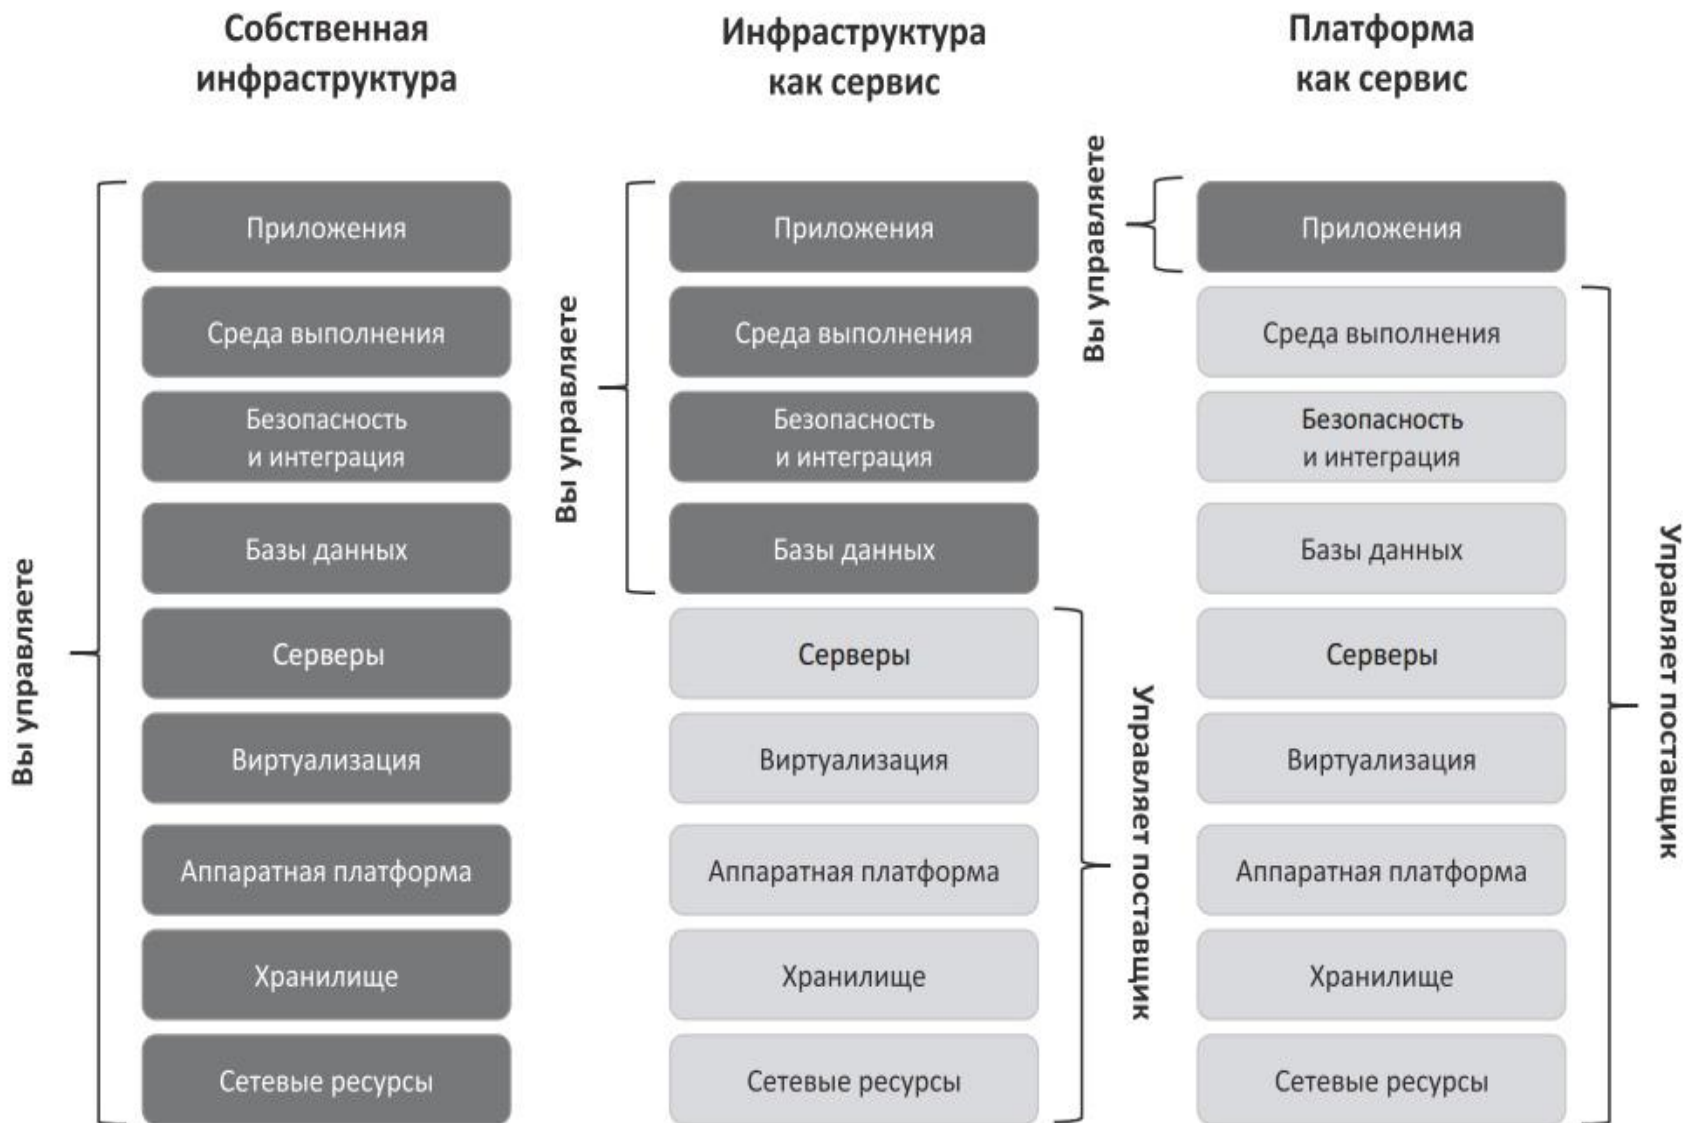 Собственная
инфраструктура
Вы управляете
Приложения
Среда выполнения
Безопасность
и интеграция
Базы данных
Серверы
Виртуализация
Аппаратная платформа
Хранилище
Сетевые ресурсы
Инфраструктура
как сервис
Вы управляете
Приложения
Среда выполнения
Безопасность
и интеграция
Базы данных
Серверы
Виртуализация
Аппаратная платформа
Хранилище
Сетевые ресурсы
Управляет поставщик
Платформа
как сервис
Вы управляете
Приложения
Среда выполнения
Безопасность
и интеграция
Базы данных
Серверы
Виртуализация
Аппаратная платформа
Хранилище
Сетевые ресурсы
Управляет поставщик